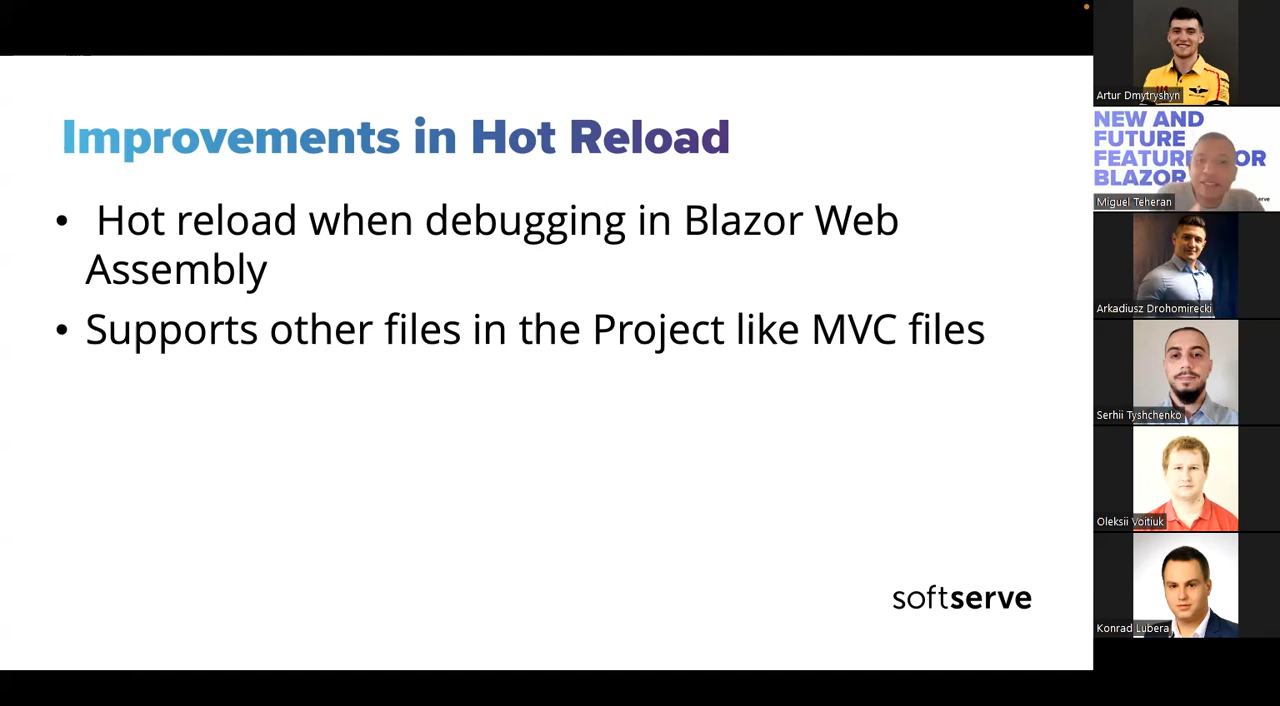 Improvements in Hot Reload
• Hot reload when debugging in Blazor Web
Assembly
• Supports other files in the Project like MVC files
softserve
Artur Dmytryshyn
NEW AND
FUTURE
FEATUR OR
BLAZOR
Miguel Teheran
Arkadiusz Drohomirecki
Serhii Tyshchenko
Oleksii Voitiuk
Konrad Lubera